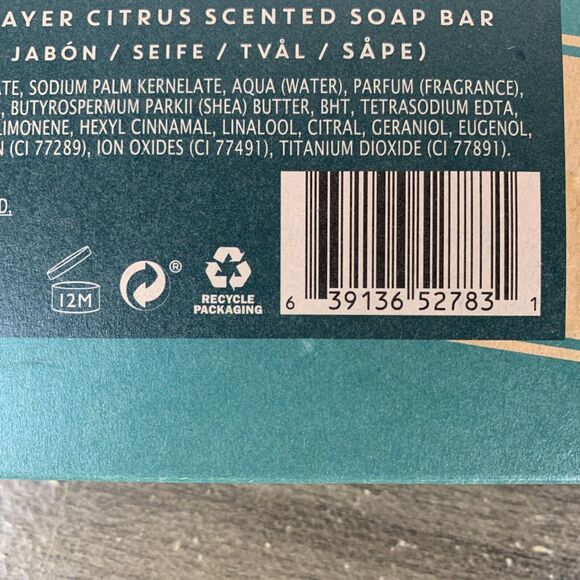 AYER CITRUS SCENTED SOAP BAR
JABÓN / SEIFE / TVÅL / SÅPE)
ATE, SODIUM PALM KERNELATE, AQUA (WATER), PARFUM (FRAGRANCE),
, BUTYROSPERMUM PARKII (SHEA) BUTTER, BHT, TETRASODIUM EDTA,
LIMONENE, HEXYL CINNAMAL, LINALOOL, CITRAL, GERANIOL, EUGENOL,
N (CI 77289), ION OXIDES (CI 77491), TITANIUM DIOXIDE (CI 77891).
D.
12M
®
RECYCLE
PACKAGING
6 39136 52783 1